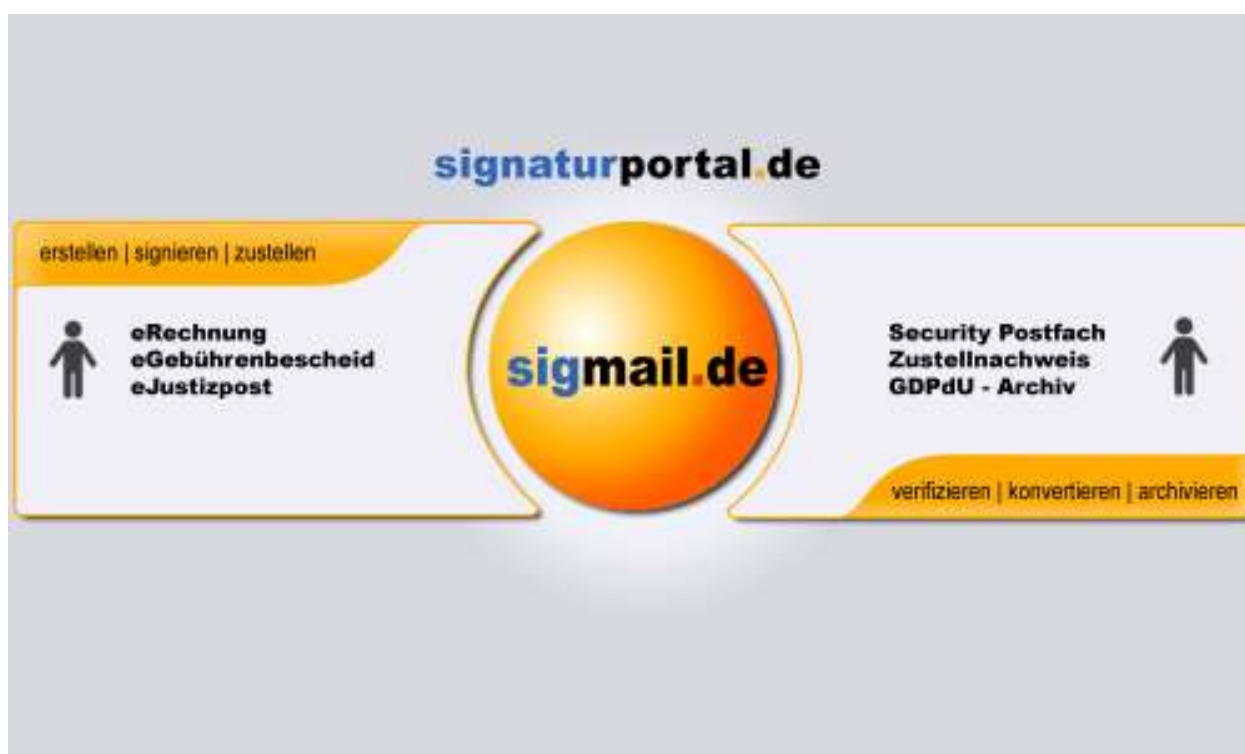 signaturportal.de
erstellen | signieren | zustellen
eRechnung
eGebührenbescheid
eJustizpost
sigmail.de
Security Postfach
Zustellnachweis
GDPdU - Archiv
verifizieren | konvertieren | archivieren